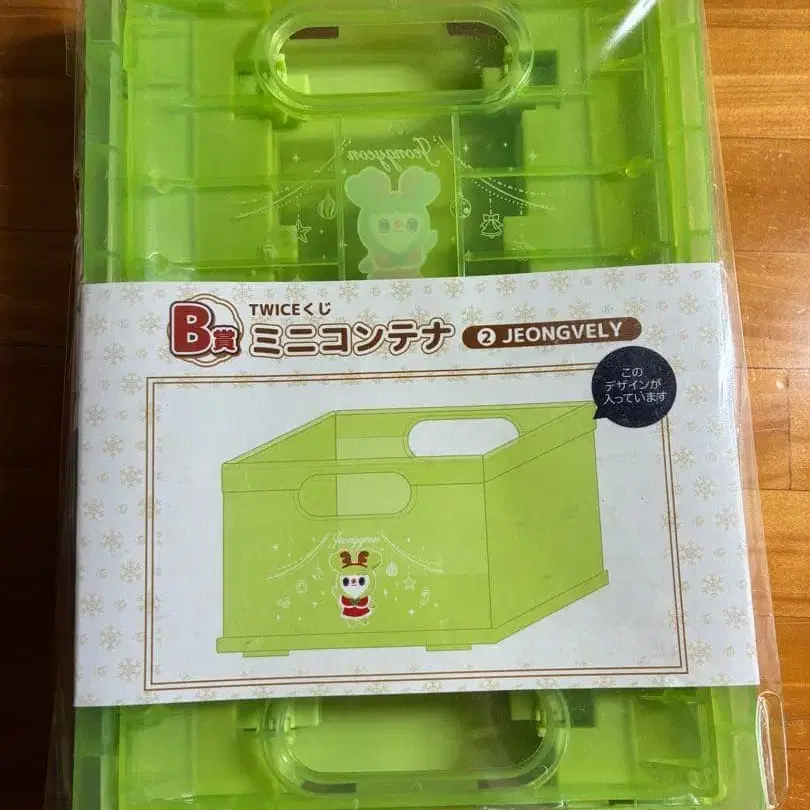 Jeongyeon
B賞
TWICEくじ
ミニコンテナ
② JEONGVELY
この
デザインが
入っています
Jeongyeon